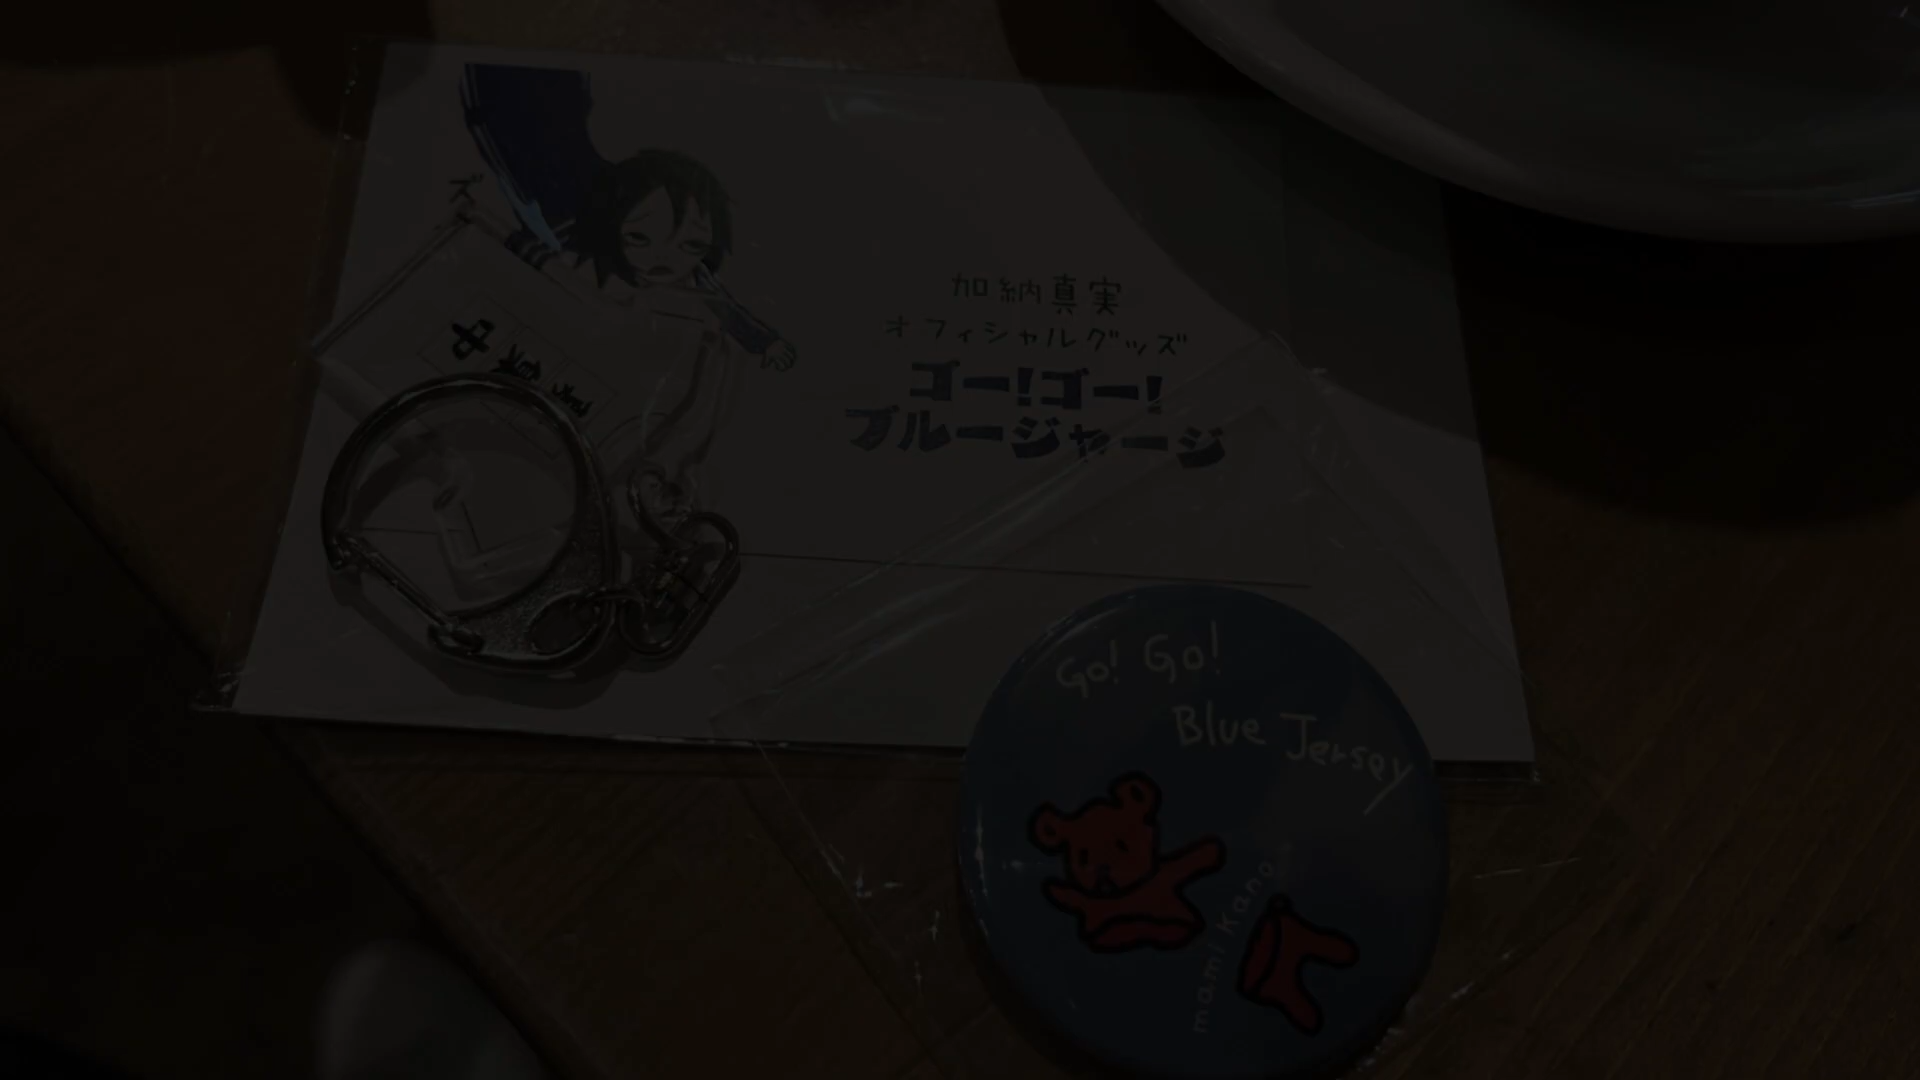 ズ
加納真実
オフィシャルグッズ
ゴー!ゴー!
ブルージャージ
Go! Go!
Blue Jersey
mami Kano